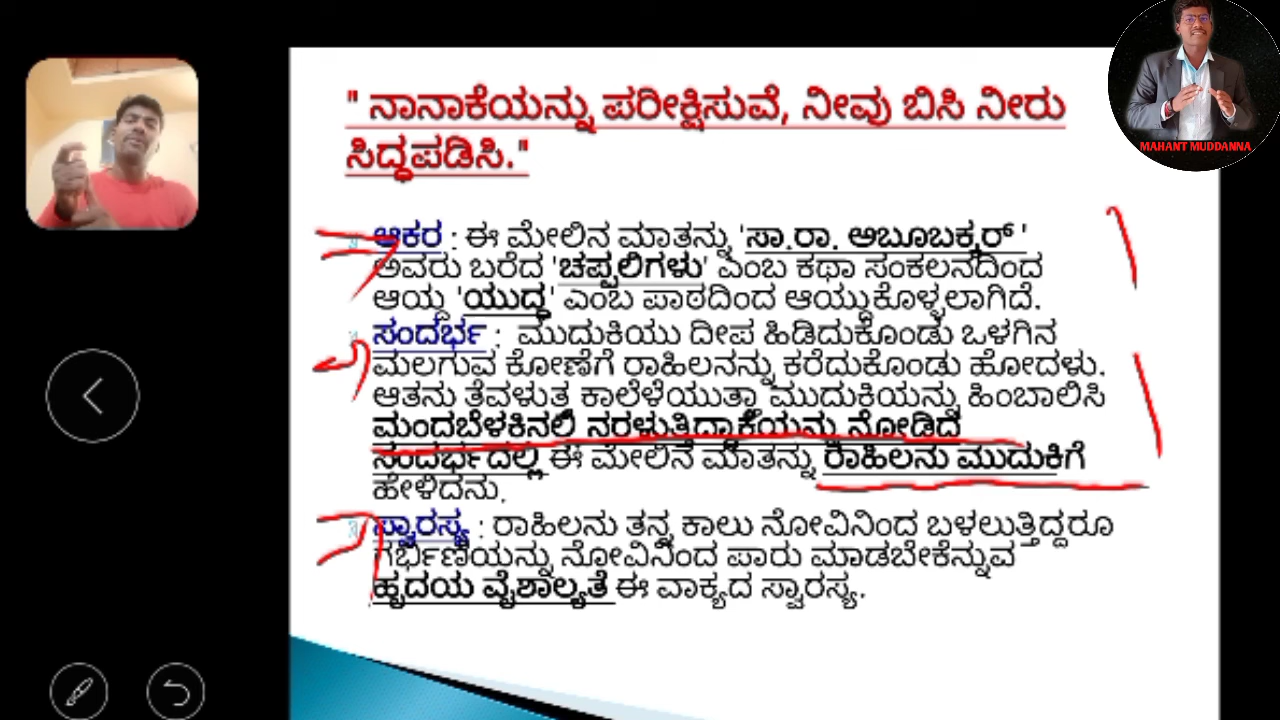 " ನಾನಾಕೆಯನ್ನು ಪರೀಕ್ಷಿಸುವೆ, ನೀವು ಬಿಸಿ ನೀರು
ಸಿದ್ಧಪಡಿಸಿ."
ಆಕರ : ಈ ಮೇಲಿನ ಮಾತನ್ನು 'ಸಾ.ರಾ. ಅಬೂಬಕ್ಕರ್ '
ಅವರು ಬರೆದ 'ಚಪ್ಪಲಿಗಳು' ಎಂಬ ಕಥಾ ಸಂಕಲನದಿಂದ
ಆಯ್ದ 'ಯುದ್ಧ' ಎಂಬ ಪಾಠದಿಂದ ಆಯ್ದುಕೊಳ್ಳಲಾಗಿದೆ.
ಸಂದರ್ಭ : ಮುದುಕಿಯು ದೀಪ ಹಿಡಿದುಕೊಂಡು ಒಳಗಿನ
ಮಲಗುವ ಕೋಣೆಗೆ ರಾಹಿಲನನ್ನು ಕರೆದುಕೊಂಡು ಹೋದಳು.
ಆತನು ತೆವಳುತ್ತ ಕಾಲೆಳೆಯುತ್ತಾ ಮುದುಕಿಯನ್ನು ಹಿಂಬಾಲಿಸಿ
ಮಂದಬೆಳಕಿನಲ್ಲಿ ನರಳುತ್ತಿದ್ದಾಕೆಯನ್ನು ನೋಡಿದ
ಸಂದರ್ಭದಲ್ಲಿ ಈ ಮೇಲಿನ ಮಾತನ್ನು ರಾಹಿಲನು ಮುದುಕಿಗೆ
ಹೇಳಿದನು.
ಸ್ವಾರಸ್ಯ : ರಾಹಿಲನು ತನ್ನ ಕಾಲು ನೋವಿನಿಂದ ಬಳಲುತ್ತಿದ್ದರೂ
ಗರ್ಭಿಣಿಯನ್ನು ನೋವಿನಿಂದ ಪಾರು ಮಾಡಬೇಕೆನ್ನುವ
ಹೃದಯ ವೈಶಾಲ್ಯತೆ ಈ ವಾಕ್ಯದ ಸ್ವಾರಸ್ಯ.
MAHANT MUDDANNA